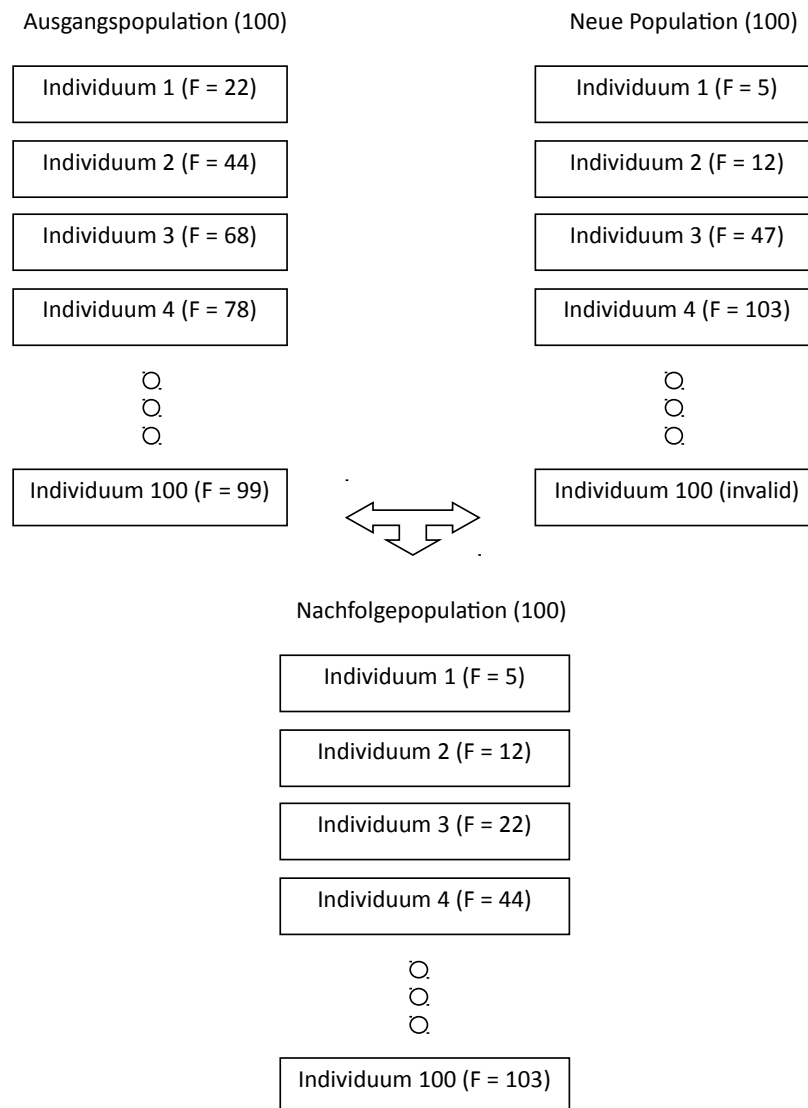 Ausgangspopulation (100)
Individuum 1 (F = 22)
Individuum 2 (F = 44)
Individuum 3 (F = 68)
Individuum 4 (F = 78)
Individuum 100 (F = 99)
Neue Population (100)
Individuum 1 (F = 5)
Individuum 2 (F = 12)
Individuum 3 (F = 47)
Individuum 4 (F = 103)
Individuum 100 (invalid)
Nachfolgepopulation (100)
Individuum 1 (F = 5)
Individuum 2 (F = 12)
Individuum 3 (F = 22)
Individuum 4 (F = 44)
Individuum 100 (F = 103)